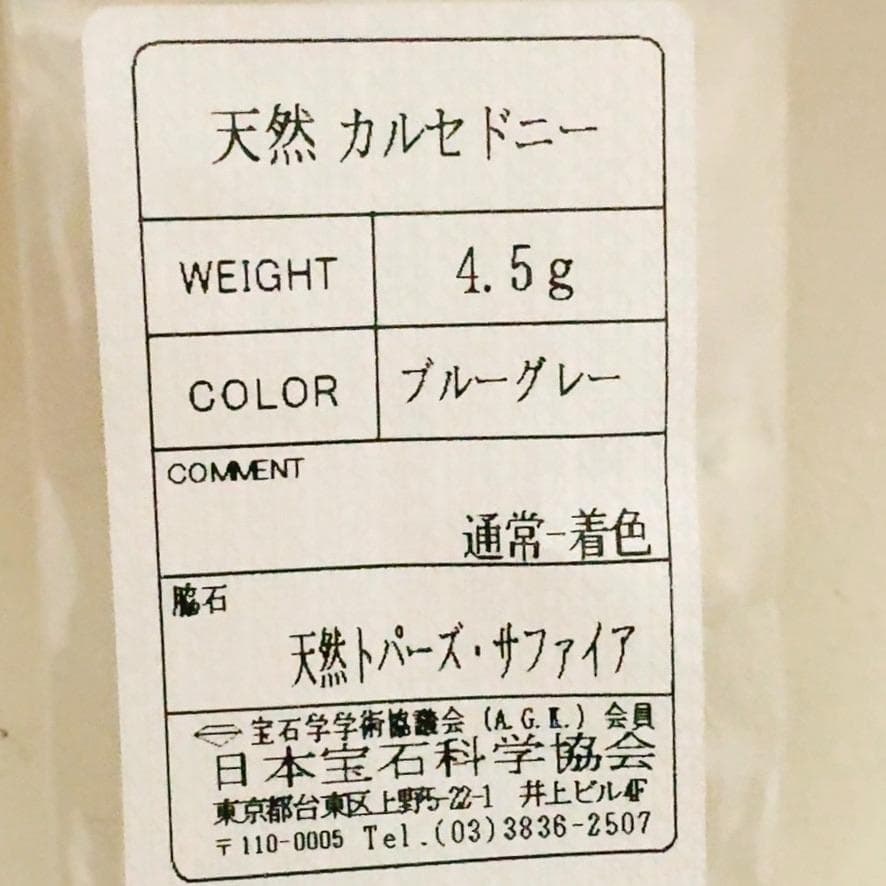 天然 カルセドニー
WEIGHT 4.5g
COLOR ブルーグレー
COMMENT
通常-着色
脇石
天然トパーズ・サファイア
宝石学学術協議会 (A.G.K.) 会員
日本宝石科学協会
東京都台東区上野5-22-1 井上ビル4F
〒110-0005 Tel.(03)3836-2507